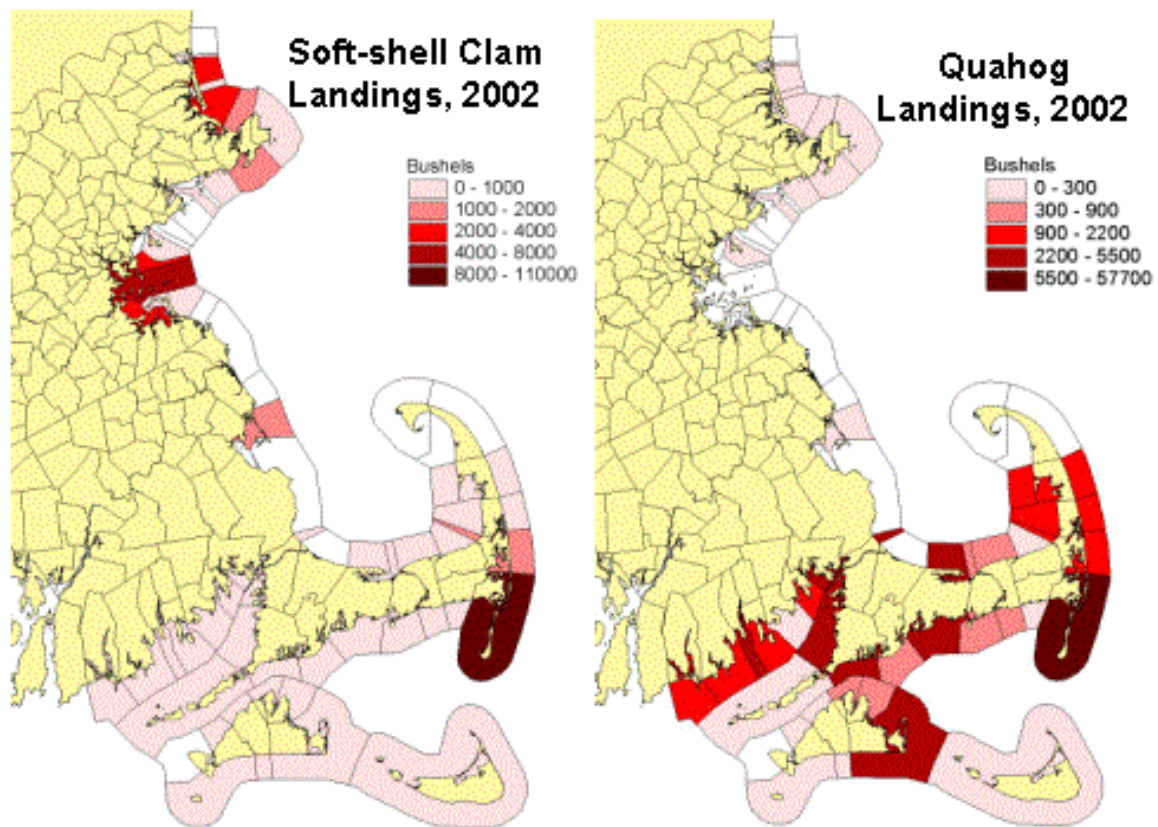 Soft-shell Clam
Landings, 2002
Bushels
0 - 1000
1000 - 2000
2000 - 4000
4000 - 8000
8000 - 110000
Quahog
Landings, 2002
Bushels
0 - 300
300 - 900
900 - 2200
2200 - 5500
5500 - 57700